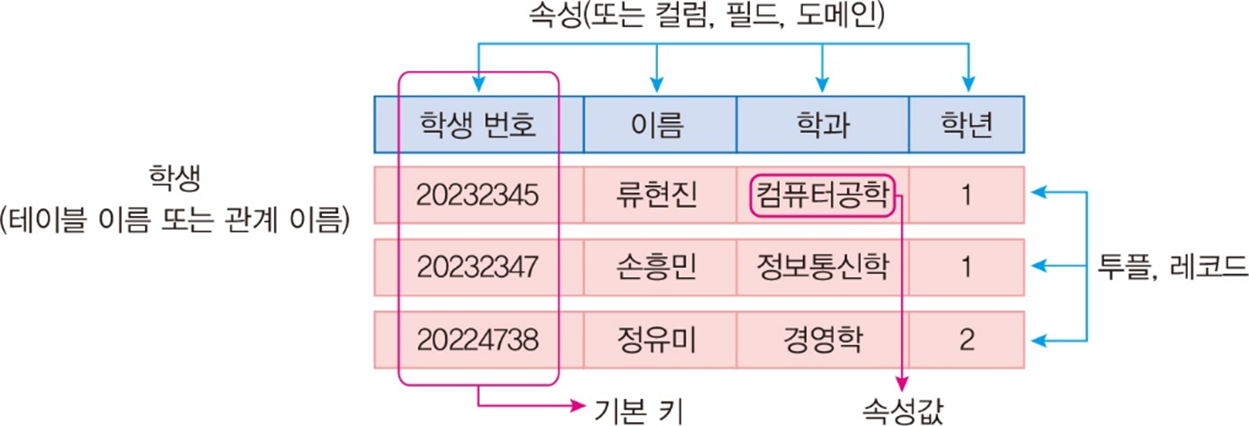 속성(또는 컬럼, 필드, 도메인)
학생 번호 이름 학과 학년
학생
(테이블 이름 또는 관계 이름)
20232345 류현진 컴퓨터공학 1
20232347 손흥민 정보통신학 1
투플, 레코드
20224738 정유미 경영학 2
기본 키 속성값